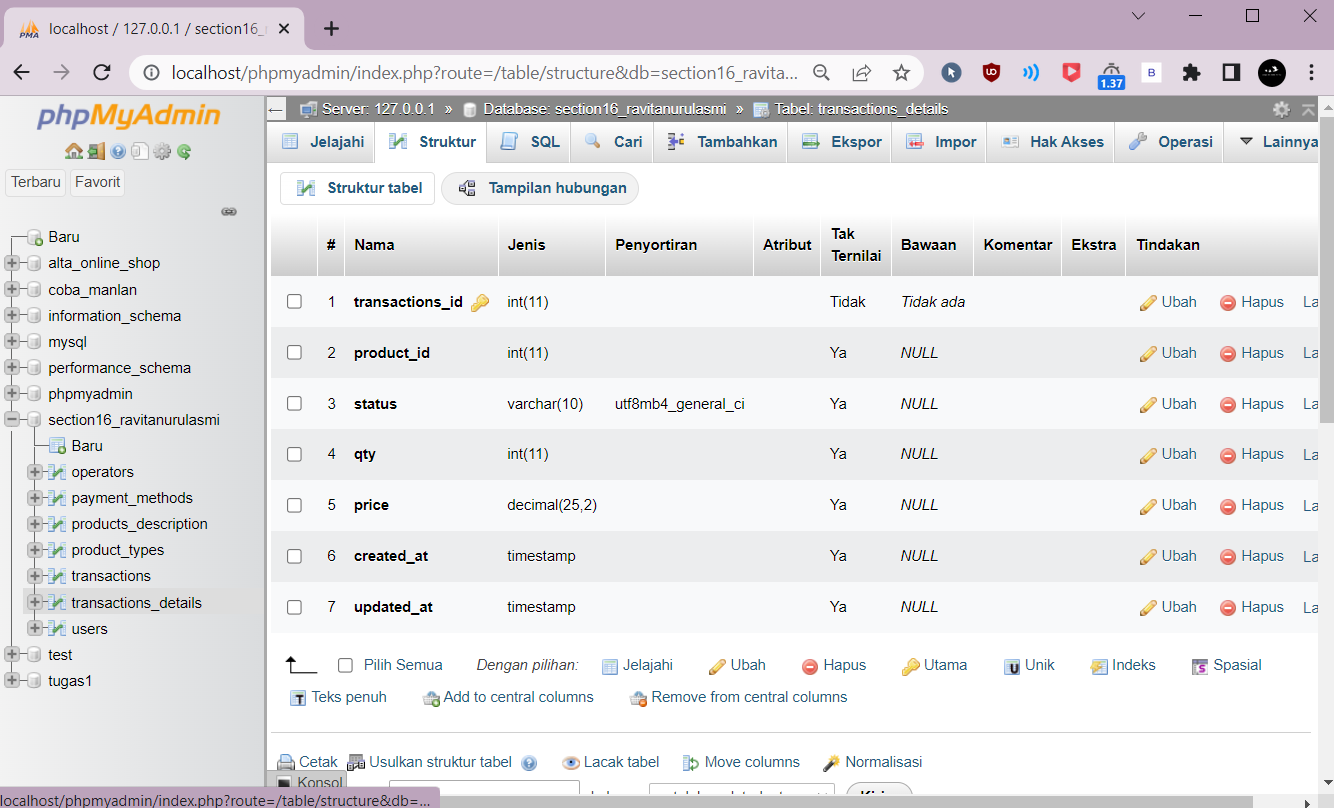 localhost / 127.0.0.1 / section16_
localhost/phpmyadmin/index.php?route=/table/structure&db=section16_ravita...
1.37
B
phpMyAdmin
Terbaru Favorit
Baru
alta_online_shop
coba_manlan
information_schema
mysql
performance_schema
phpmyadmin
section16_ravitanurulasmi
Baru
operators
payment_methods
products_description
product_types
transactions
transactions_details
users
test
tugas1
Server: 127.0.0.1 » Database: section16_ravitanurulasmi » Tabel: transactions_details
Jelajahi Struktur SQL Cari Tambahkan Ekspor Impor Hak Akses Operasi Lainnya
Struktur tabel Tampilan hubungan
# Nama Jenis Penyortiran Atribut Tak Ternilai Bawaan Komentar Ekstra Tindakan
1 transactions_id int(11) Tidak Tidak ada Ubah Hapus La
2 product_id int(11) Ya NULL Ubah Hapus La
3 status varchar(10) utf8mb4_general_ci Ya NULL Ubah Hapus La
4 qty int(11) Ya NULL Ubah Hapus La
5 price decimal(25,2) Ya NULL Ubah Hapus La
6 created_at timestamp Ya NULL Ubah Hapus La
7 updated_at timestamp Ya NULL Ubah Hapus La
Pilih Semua Dengan pilihan: Jelajahi Ubah Hapus Utama Unik Indeks Spasial
Teks penuh Add to central columns Remove from central columns
Cetak Usulkan struktur tabel Lacak tabel Move columns Normalisasi
Konsol
localhost/phpmyadmin/index.php?route=/table/structure&db=...